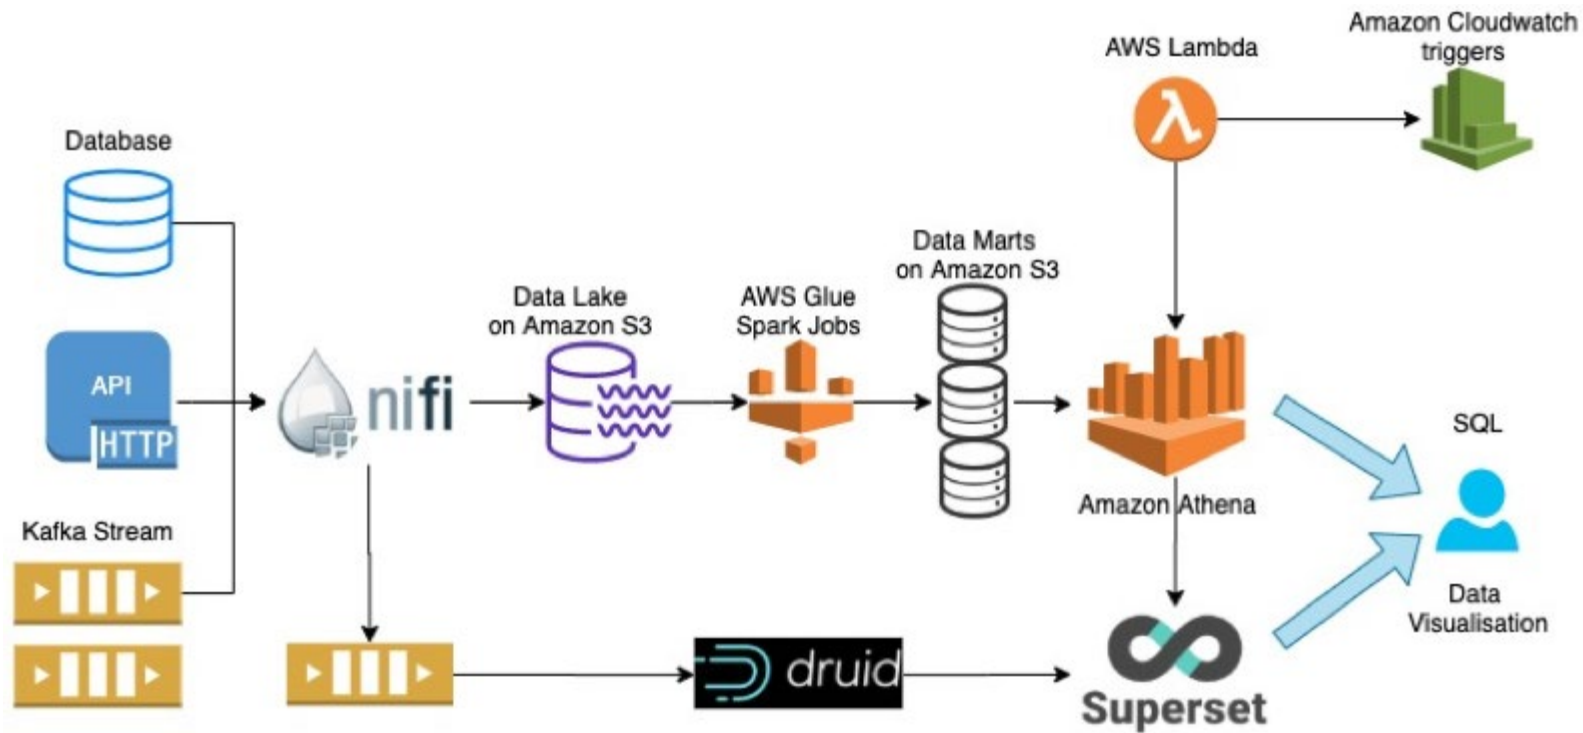 Amazon Cloudwatch
triggers
AWS Lambda
Database
Data Marts
on Amazon S3
Data Lake
on Amazon S3
AWS Glue
Spark Jobs
API
HTTP
nifi
SQL
Amazon Athena
Kafka Stream
Data
Visualisation
druid
Superset